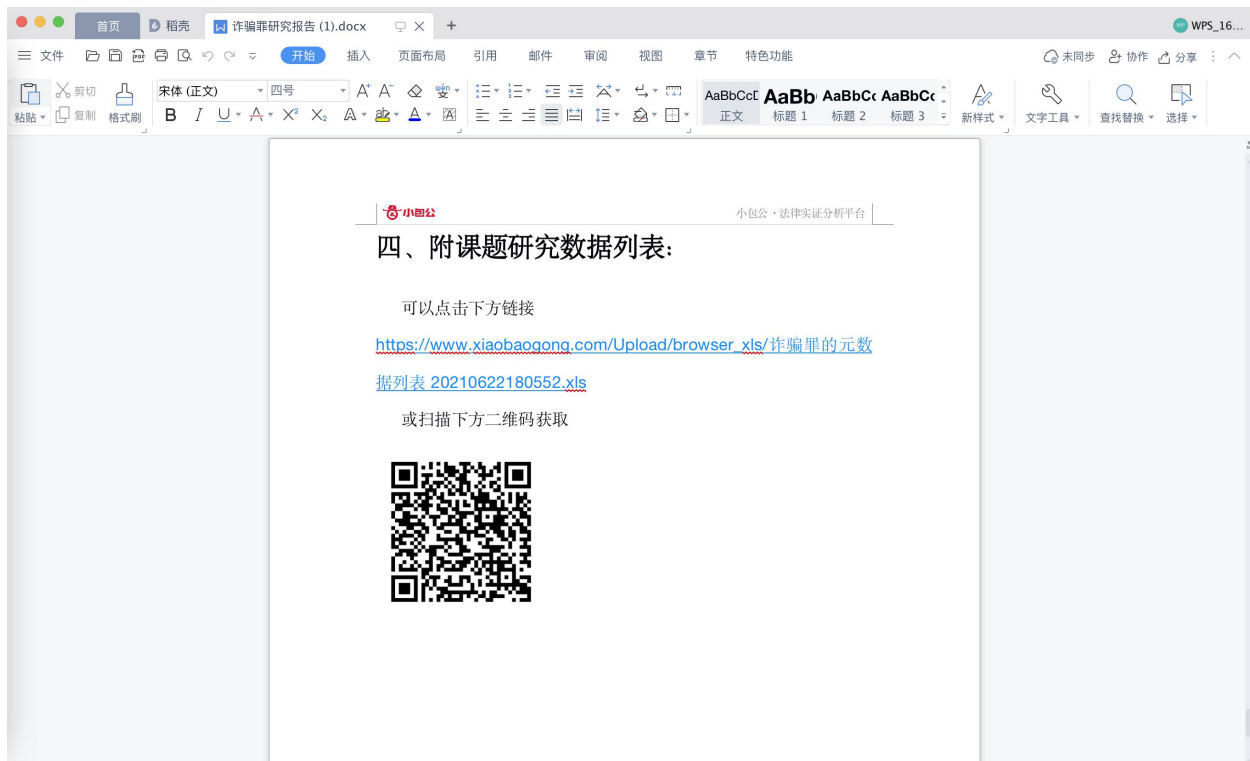 首页
稻壳
诈骗罪研究报告 (1).docx
WPS_16...
文件
开始
插入
页面布局
引用
邮件
审阅
视图
章节
特色功能
未同步
协作
分享
粘贴
剪切
复制
格式刷
宋体 (正文)
四号
AaBbCcD
正文
AaBb
标题 1
AaBbCc
标题 2
AaBbCc
标题 3
新样式
文字工具
查找替换
选择
小包公
小包公·法律实证分析平台
四、附课题研究数据列表:
可以点击下方链接
https://www.xiaobaogong.com/Upload/browser_xls/诈骗罪的元数
据列表 20210622180552.xls
或扫描下方二维码获取